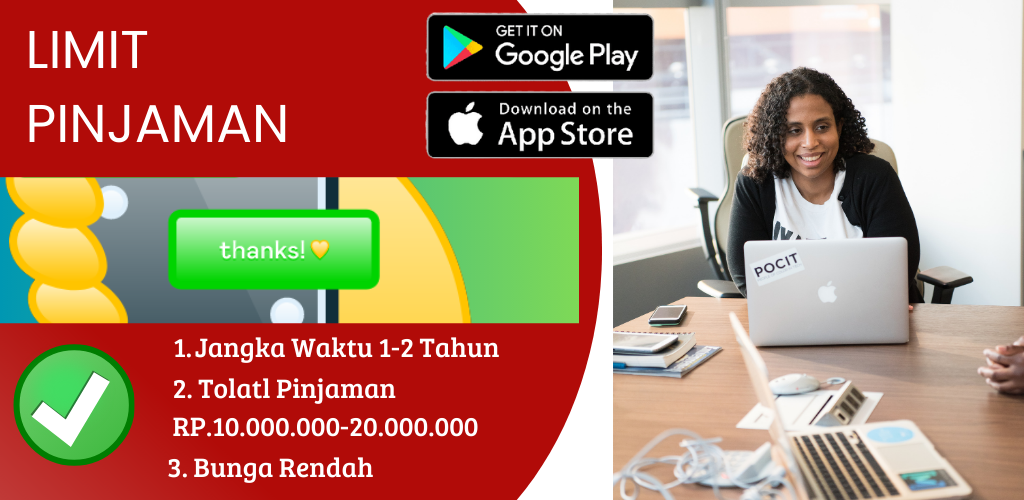 LIMIT
PINJAMAN
GET IT ON
Google Play
Download on the
App Store
thanks!
1.Jangka Waktu 1-2 Tahun
2. Tolatl Pinjaman
RP.10.000.000-20.000.000
3. Bunga Rendah
POCIT